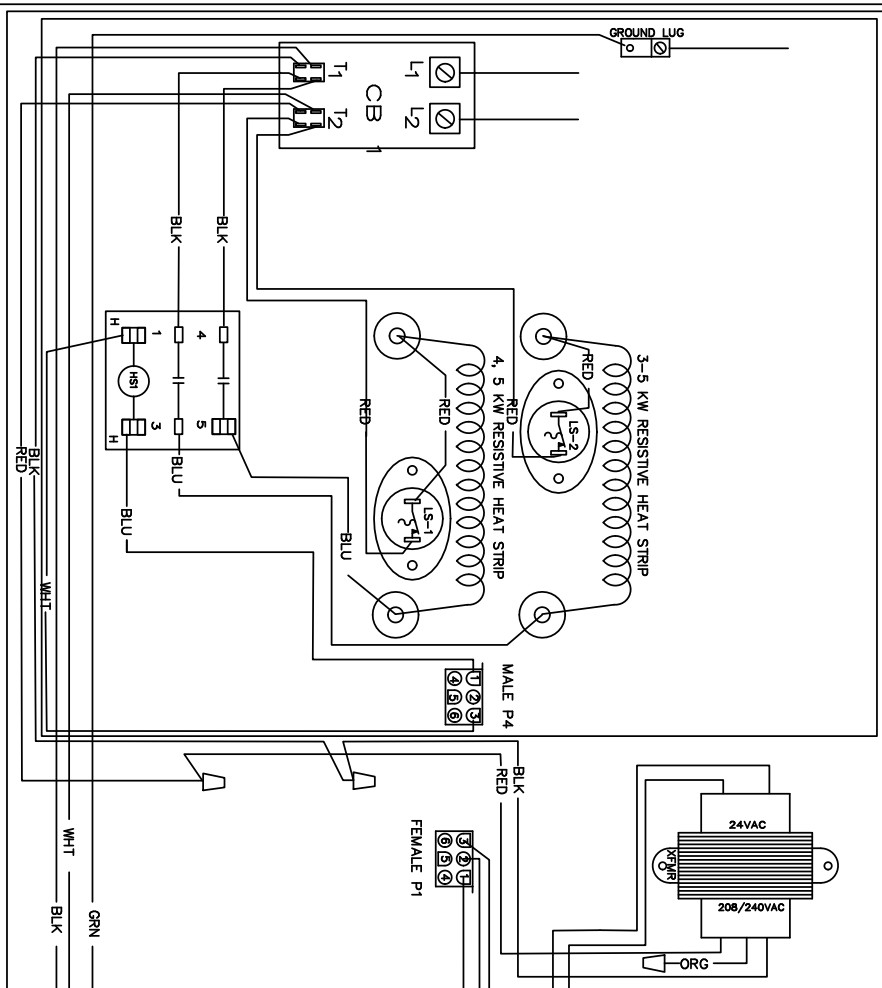 GROUND LUG
T1
L1
CB 1
T2
L2
BLK
BLK
H
1
4
HS1
H
3
5
BLU
BLU
BLU
RED
RED
RED
RED
LS-1
LS-2
4, 5 KW RESISTIVE HEAT STRIP
3-5 KW RESISTIVE HEAT STRIP
BLK
RED
WHT
MALE P4
1
2
3
4
5
6
BLK
RED
FEMALE P1
3
2
1
6
5
4
24VAC
XFMR
208/240VAC
ORG
WHT
BLK
GRN